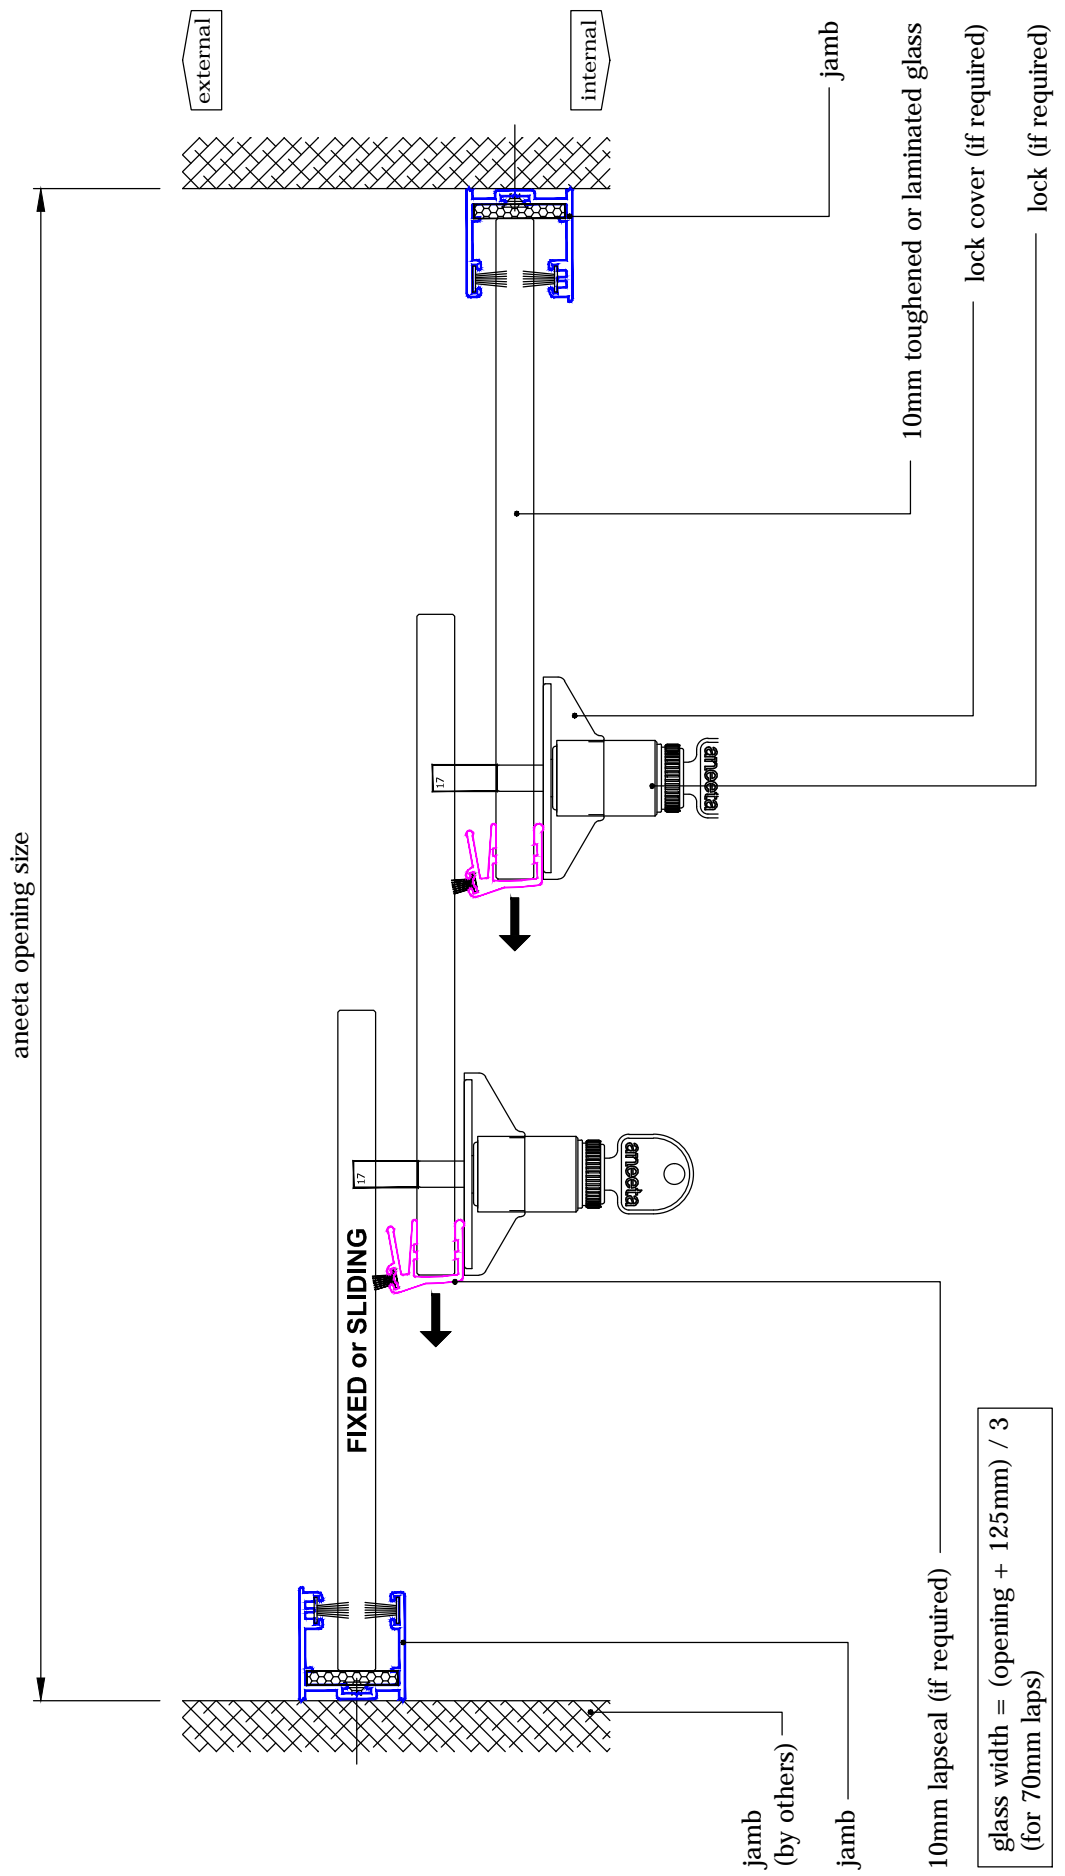 aneeta opening size
external
internal
jamb
10mm toughened or laminated glass
lock cover (if required)
lock (if required)
17
aneeta
17
aneeta
FIXED or SLIDING
jamb
(by others)
jamb
10mm lapseal (if required)
glass width = (opening + 125mm) / 3
(for 70mm laps)